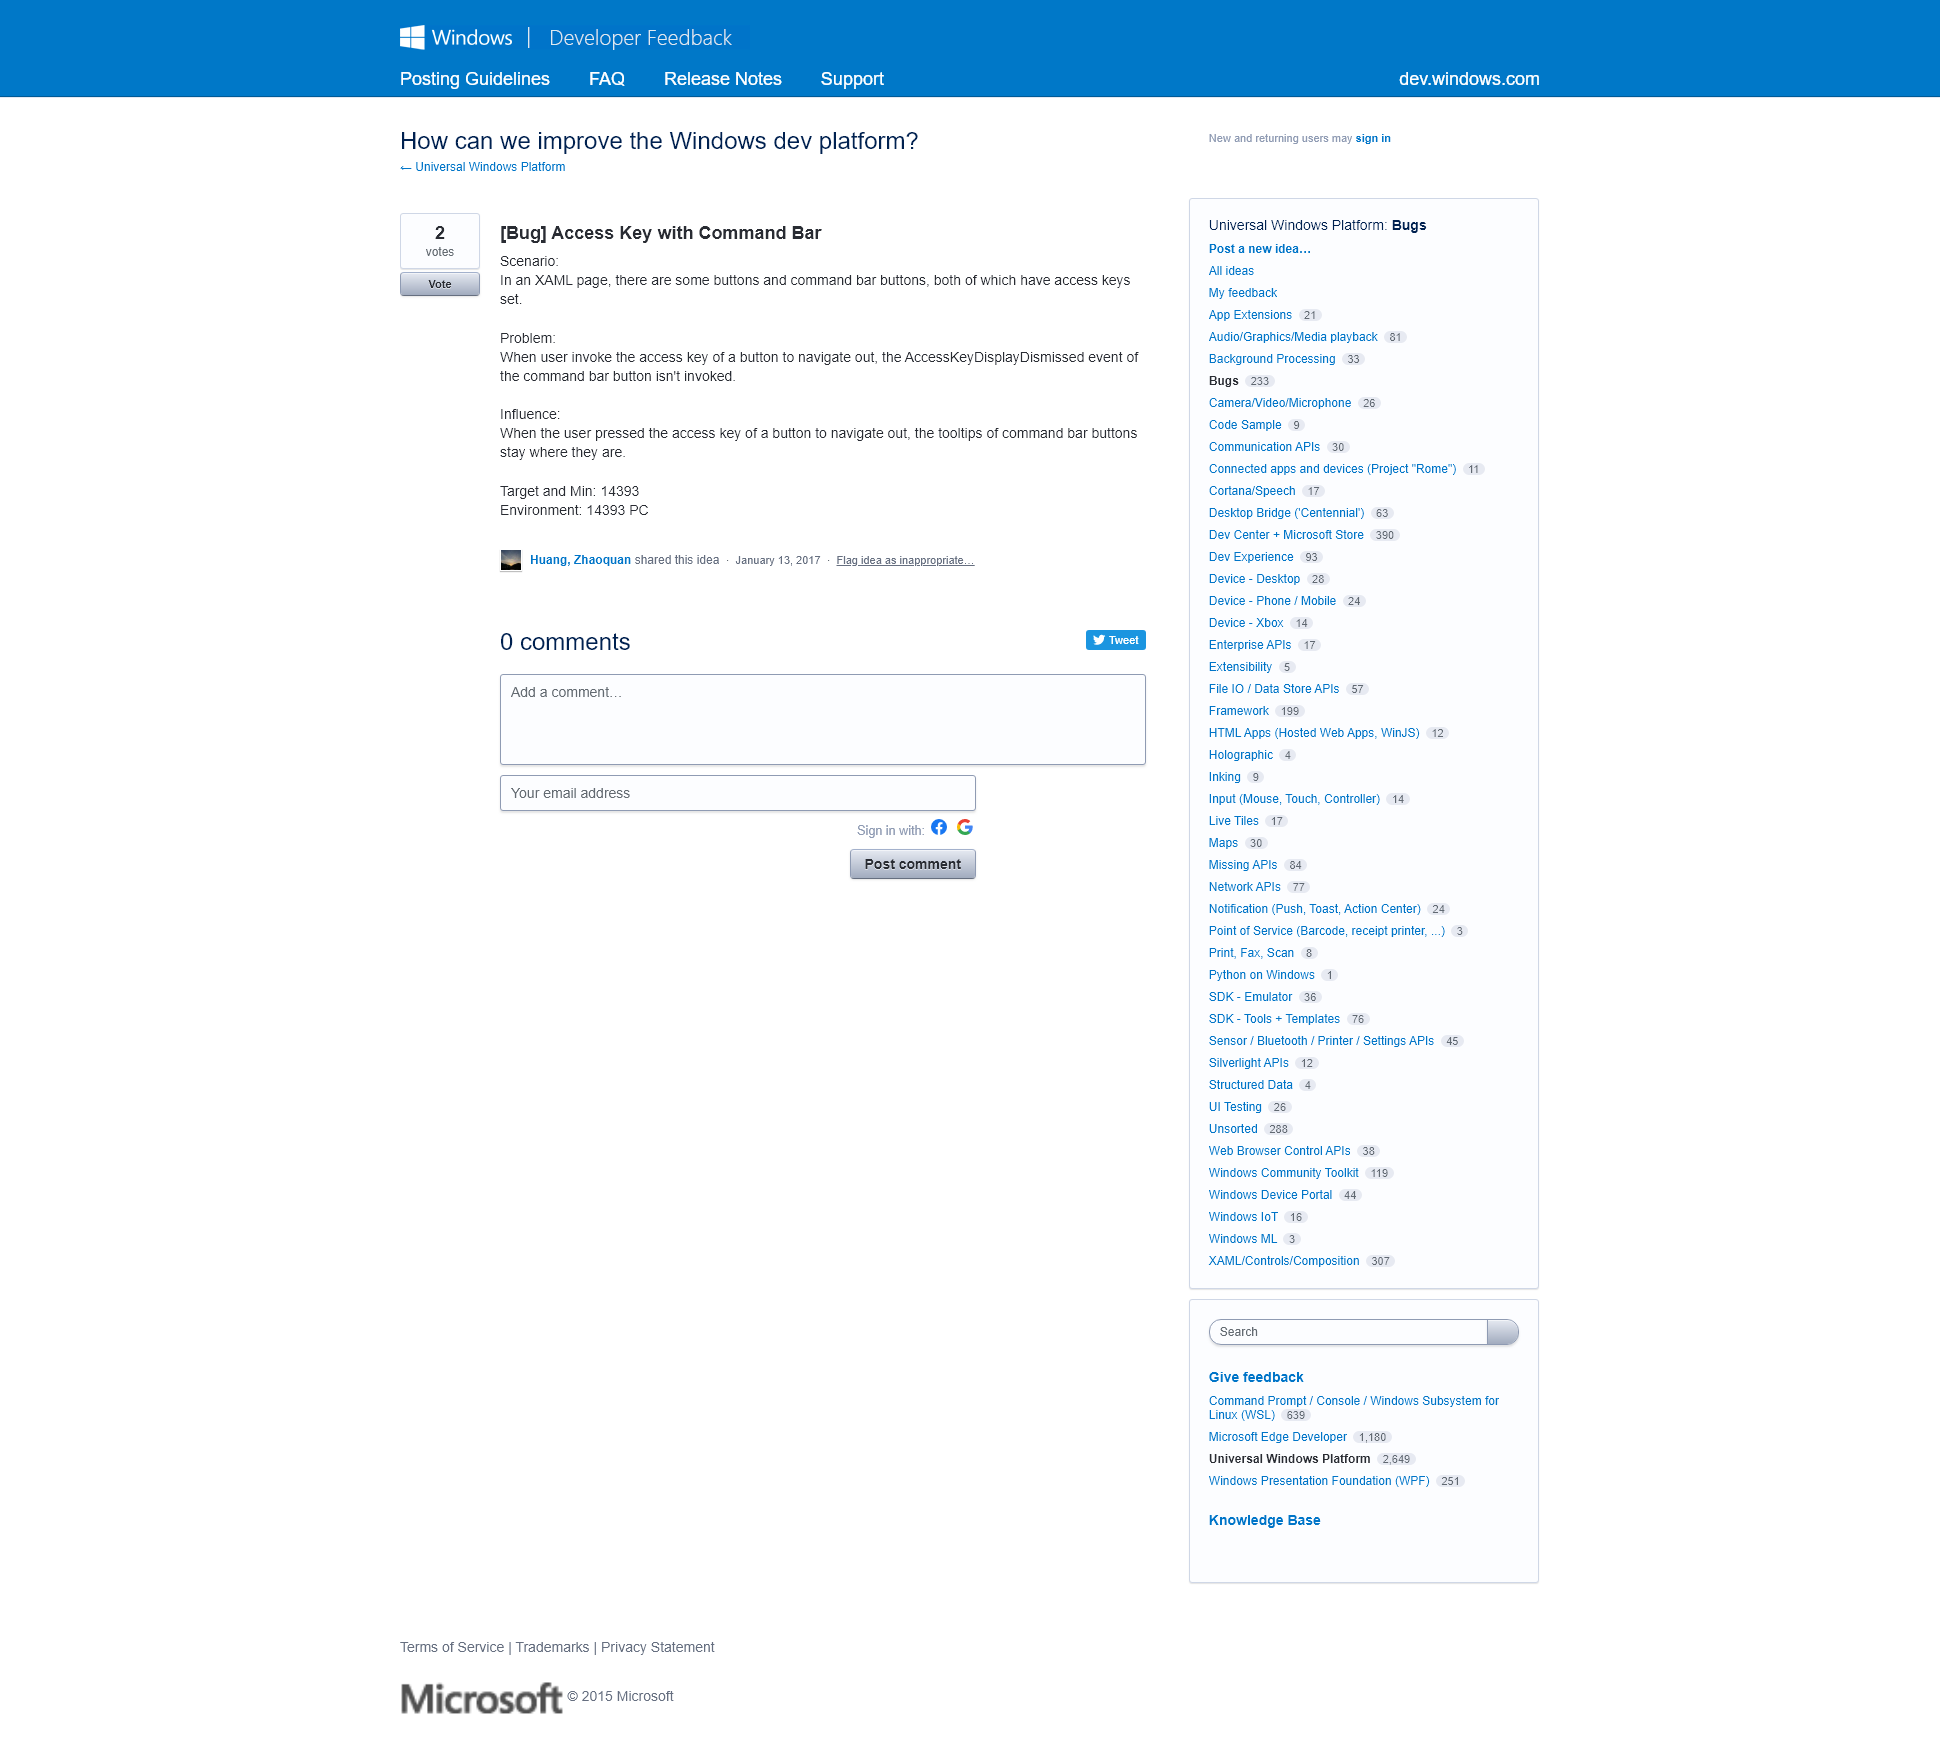 Windows | Developer Feedback
Posting Guidelines FAQ Release Notes Support dev.windows.com
How can we improve the Windows dev platform?
← Universal Windows Platform
New and returning users may sign in
2
votes
Vote
[Bug] Access Key with Command Bar
Scenario:
In an XAML page, there are some buttons and command bar buttons, both of which have access keys
set.
Problem:
When user invoke the access key of a button to navigate out, the AccessKeyDisplayDismissed event of
the command bar button isn't invoked.
Influence:
When the user pressed the access key of a button to navigate out, the tooltips of command bar buttons
stay where they are.
Target and Min: 14393
Environment: 14393 PC
Huang, Zhaoquan shared this idea · January 13, 2017 · Flag idea as inappropriate…
0 comments
Tweet
Add a comment…
Your email address
Sign in with:
Post comment
Universal Windows Platform: Bugs
Post a new idea…
All ideas
My feedback
App Extensions 21
Audio/Graphics/Media playback 81
Background Processing 33
Bugs 233
Camera/Video/Microphone 26
Code Sample 9
Communication APIs 30
Connected apps and devices (Project "Rome") 11
Cortana/Speech 17
Desktop Bridge ('Centennial') 63
Dev Center + Microsoft Store 390
Dev Experience 93
Device - Desktop 28
Device - Phone / Mobile 24
Device - Xbox 14
Enterprise APIs 17
Extensibility 5
File IO / Data Store APIs 57
Framework 199
HTML Apps (Hosted Web Apps, WinJS) 12
Holographic 4
Inking 9
Input (Mouse, Touch, Controller) 14
Live Tiles 17
Maps 30
Missing APIs 84
Network APIs 77
Notification (Push, Toast, Action Center) 24
Point of Service (Barcode, receipt printer, ...) 3
Print, Fax, Scan 8
Python on Windows 1
SDK - Emulator 36
SDK - Tools + Templates 76
Sensor / Bluetooth / Printer / Settings APIs 45
Silverlight APIs 12
Structured Data 4
UI Testing 26
Unsorted 288
Web Browser Control APIs 38
Windows Community Toolkit 119
Windows Device Portal 44
Windows IoT 16
Windows ML 3
XAML/Controls/Composition 307
Search
Give feedback
Command Prompt / Console / Windows Subsystem for
Linux (WSL) 639
Microsoft Edge Developer 1,180
Universal Windows Platform 2,649
Windows Presentation Foundation (WPF) 251
Knowledge Base
Terms of Service | Trademarks | Privacy Statement
Microsoft © 2015 Microsoft